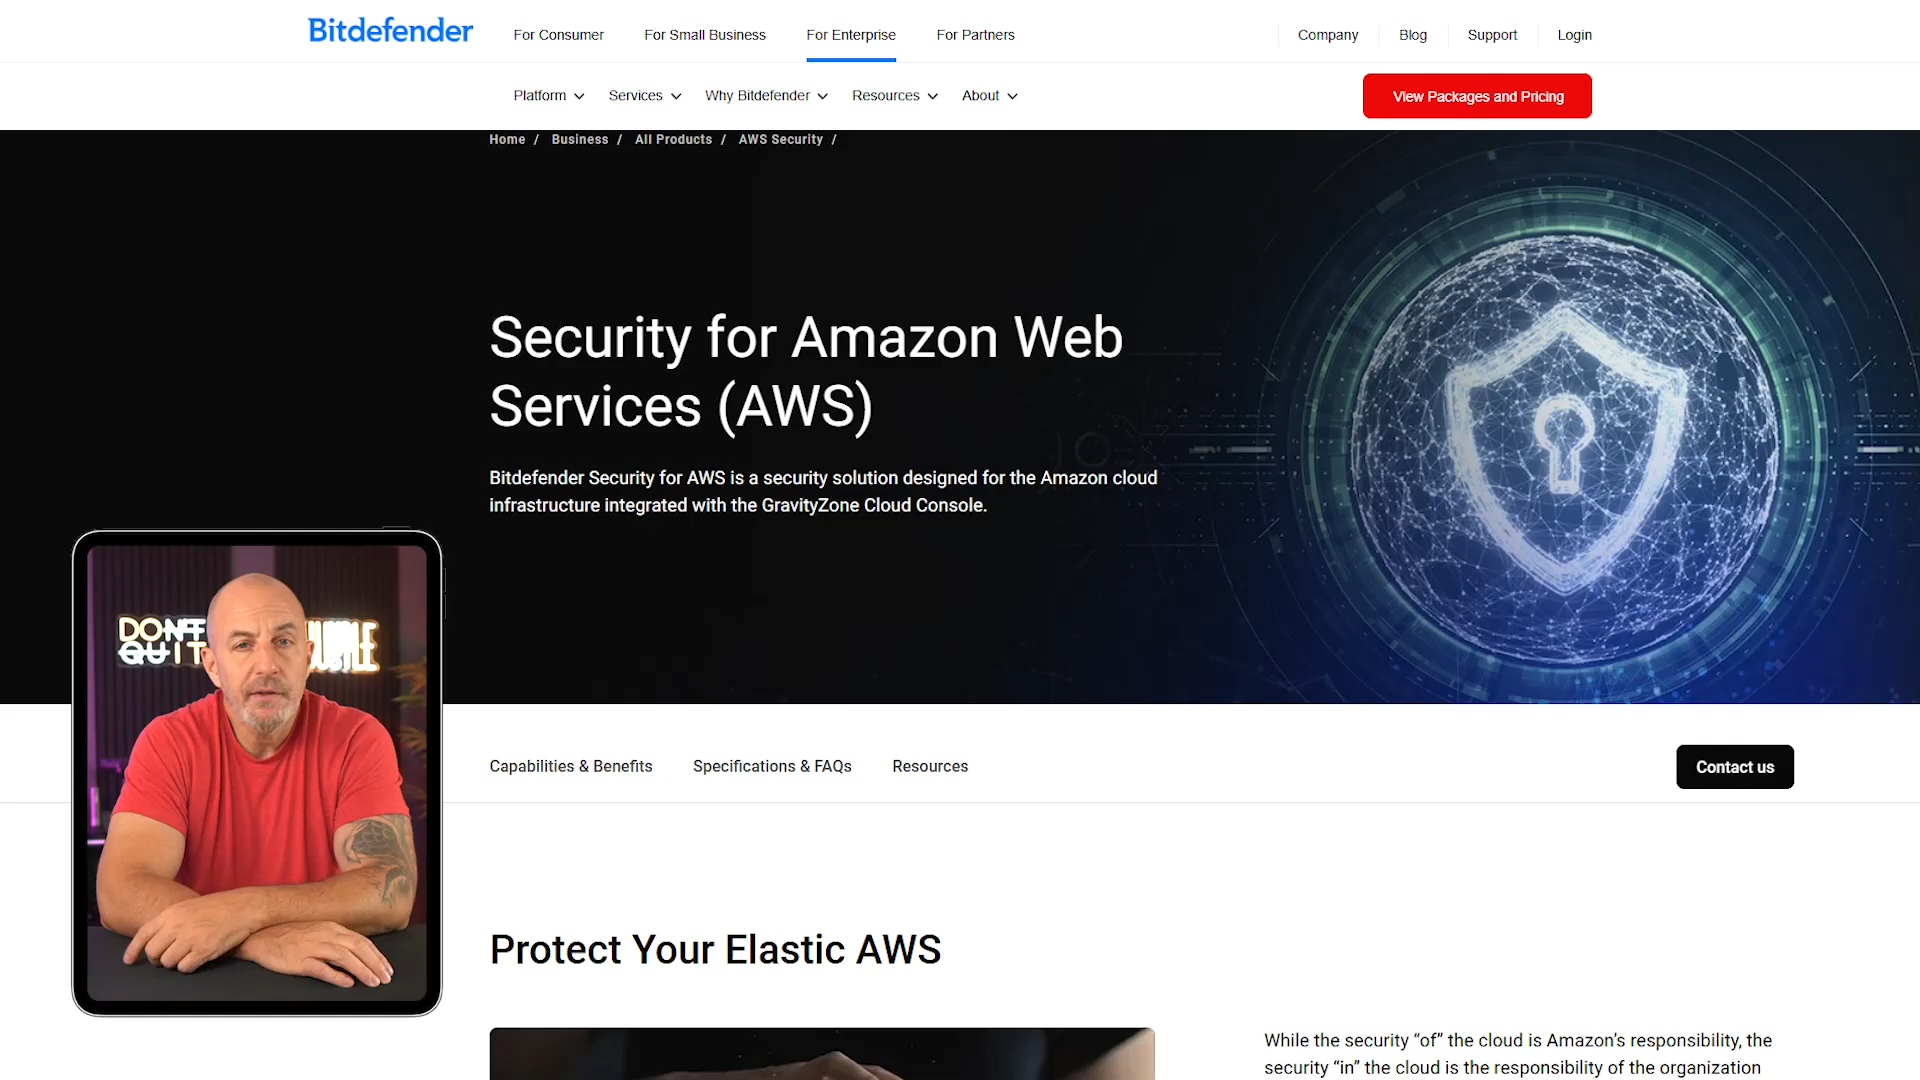 Bitdefender
For Consumer
For Small Business
For Enterprise
For Partners
Company
Blog
Support
Login
Platform
Services
Why Bitdefender
Resources
About
View Packages and Pricing
Home / Business / All Products / AWS Security /
Security for Amazon Web
Services (AWS)
Bitdefender Security for AWS is a security solution designed for the Amazon cloud
infrastructure integrated with the GravityZone Cloud Console.
DON'T
QUIT
HUSTLE
Capabilities & Benefits
Specifications & FAQs
Resources
Contact us
Protect Your Elastic AWS
While the security “of” the cloud is Amazon’s responsibility, the
security “in” the cloud is the responsibility of the organization